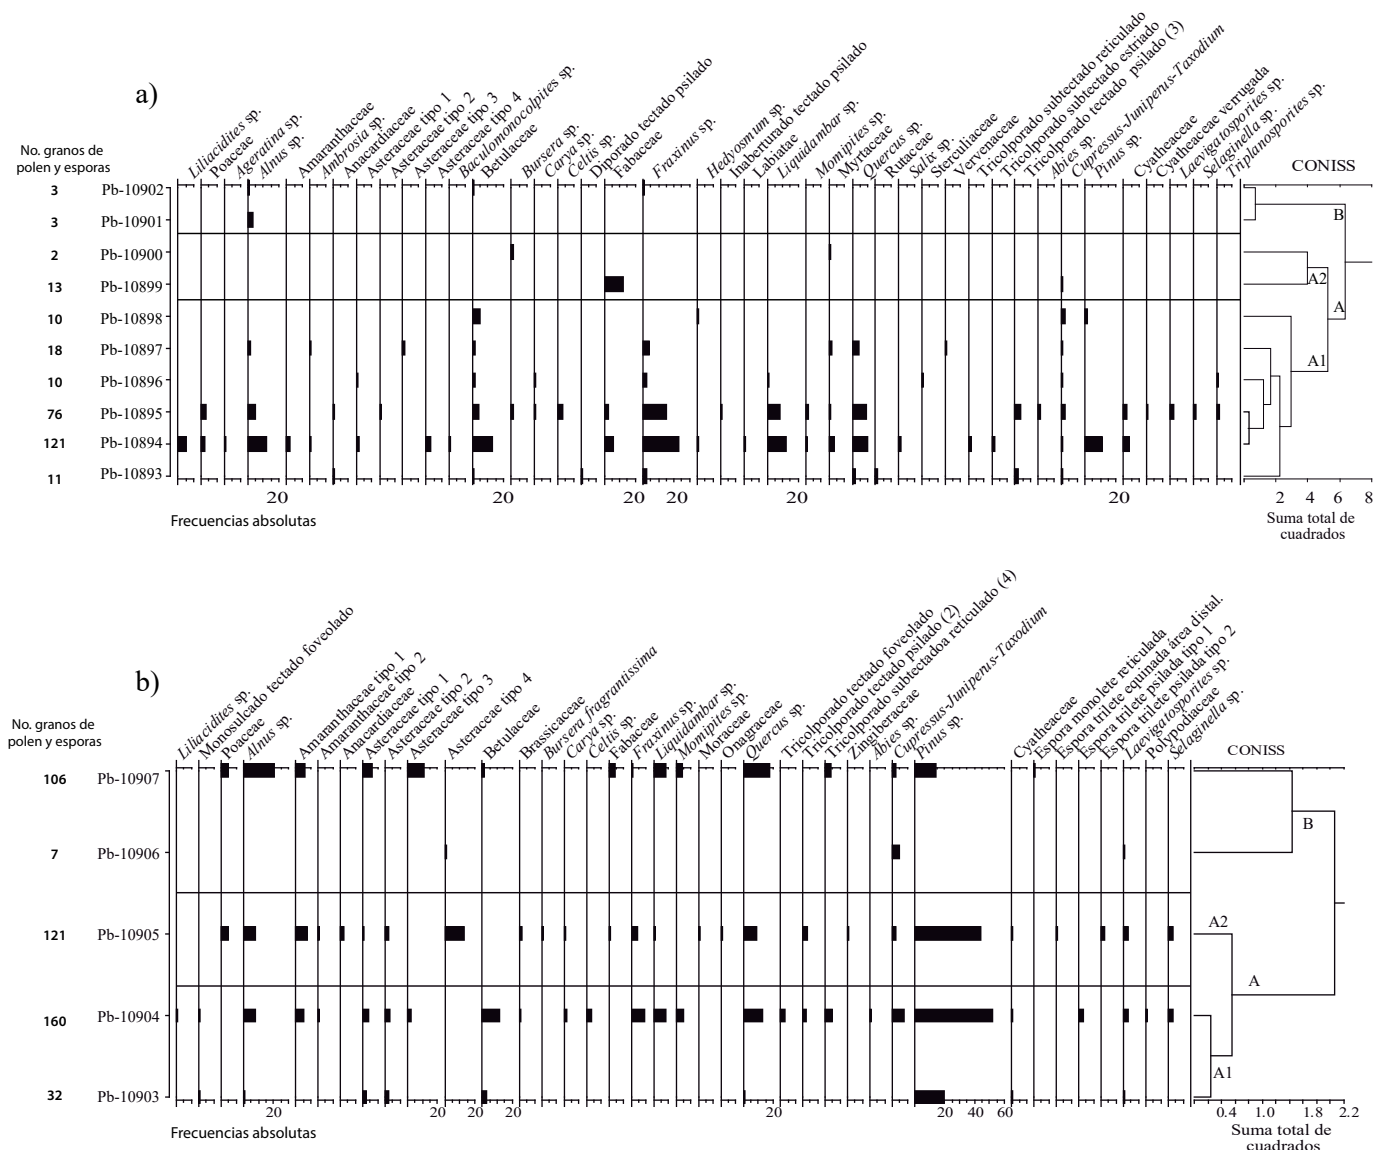 a)
No. granos de
polen y esporas
Liliacidites sp.
Poaceae
Ageratina sp.
Alnus sp.
Amaranthaceae
Ambrosia sp.
Anacardiaceae
Asteraceae tipo 1
Asteraceae tipo 2
Asteraceae tipo 3
Asteraceae tipo 4
Baculomonocolpites sp.
Betulaceae
Bursera sp.
Carya sp.
Celtis sp.
Diporado tectado psilado
Fabaceae
Fraxinus sp.
Hedyosmum sp.
Inaberturado tectado psilado
Labiatae
Liquidambar sp.
Momipites sp.
Myrtaceae
Quercus sp.
Rutaceae
Salix sp.
Sterculiaceae
Vervenaceae
Tricolporado subtectado reticulado
Tricolporado subtectado estriado
Tricolporado tectado psilado (3)
Abies sp.
Cupressus-Juniperus-Taxodium
Pinus sp.
Cyatheaceae
Cyatheaceae verrugada
Laevigatosporites sp.
Selaginella sp.
Triplanosporites sp.
CONISS
3 Pb-10902
3 Pb-10901
2 Pb-10900
13 Pb-10899
10 Pb-10898
18 Pb-10897
10 Pb-10896
76 Pb-10895
121 Pb-10894
11 Pb-10893
B
A2
A
A1
20 20 20 20 20 20
2 4 6 8
Frecuencias absolutas
Suma total de
cuadrados
b)
No. granos de
polen y esporas
Liliacidites sp.
Monosulcado tectado foveolado
Poaceae
Alnus sp.
Amaranthaceae tipo 1
Amaranthaceae tipo 2
Anacardiaceae
Asteraceae tipo 1
Asteraceae tipo 2
Asteraceae tipo 3
Asteraceae tipo 4
Betulaceae
Brassicaceae
Bursera fragrantissima
Carya sp.
Celtis sp.
Fabaceae
Fraxinus sp.
Liquidambar sp.
Momipites sp.
Moraceae
Onagraceae
Quercus sp.
Tricolporado tectado foveolado
Tricolporado tectado psilado (2)
Tricolporado subtectadoa reticulado (4)
Zingiberaceae
Abies sp.
Cupressus-Juniperus-Taxodium
Pinus sp.
Cyatheaceae
Espora monolete reticulada
Espora trilete equinada área distal.
Espora trilete psilada tipo 1
Espora trilete psilada tipo 2
Laevigatosporites sp.
Polypodiaceae
Selaginella sp.
CONISS
106 Pb-10907
7 Pb-10906
121 Pb-10905
160 Pb-10904
32 Pb-10903
B
A2
A
A1
20 20 20 20 20 20 40 60
0.4 1.0 1.6 2.2
Frecuencias absolutas
Suma total de
cuadrados